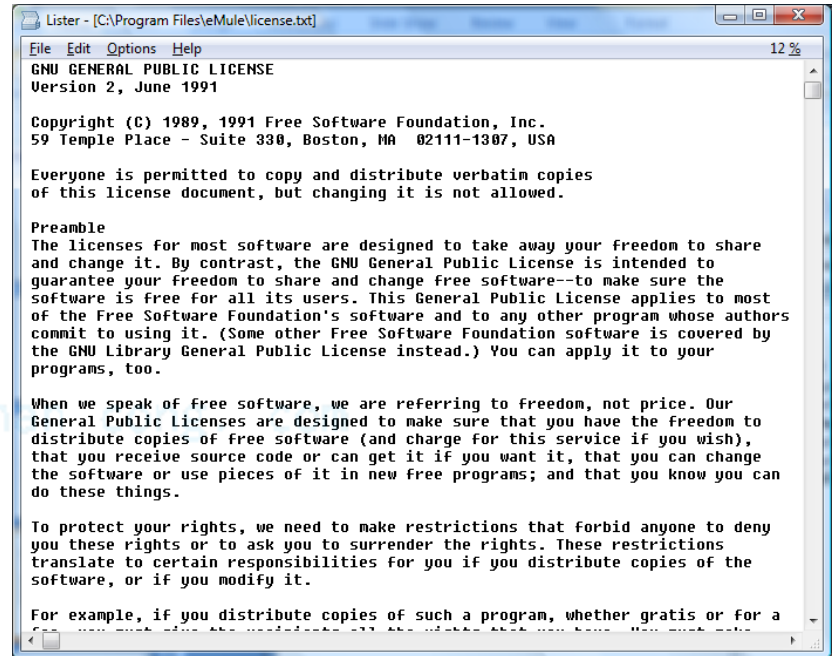 Lister - [C:\Program Files\eMule\license.txt]
File Edit Options Help 12 %
GNU GENERAL PUBLIC LICENSE
Version 2, June 1991
Copyright (C) 1989, 1991 Free Software Foundation, Inc.
59 Temple Place - Suite 330, Boston, MA 02111-1307, USA
Everyone is permitted to copy and distribute verbatim copies
of this license document, but changing it is not allowed.
Preamble
The licenses for most software are designed to take away your freedom to share
and change it. By contrast, the GNU General Public License is intended to
guarantee your freedom to share and change free software--to make sure the
software is free for all its users. This General Public License applies to most
of the Free Software Foundation's software and to any other program whose authors
commit to using it. (Some other Free Software Foundation software is covered by
the GNU Library General Public License instead.) You can apply it to your
programs, too.
When we speak of free software, we are referring to freedom, not price. Our
General Public Licenses are designed to make sure that you have the freedom to
distribute copies of free software (and charge for this service if you wish),
that you receive source code or can get it if you want it, that you can change
the software or use pieces of it in new free programs; and that you know you can
do these things.
To protect your rights, we need to make restrictions that forbid anyone to deny
you these rights or to ask you to surrender the rights. These restrictions
translate to certain responsibilities for you if you distribute copies of the
software, or if you modify it.
For example, if you distribute copies of such a program, whether gratis or for a